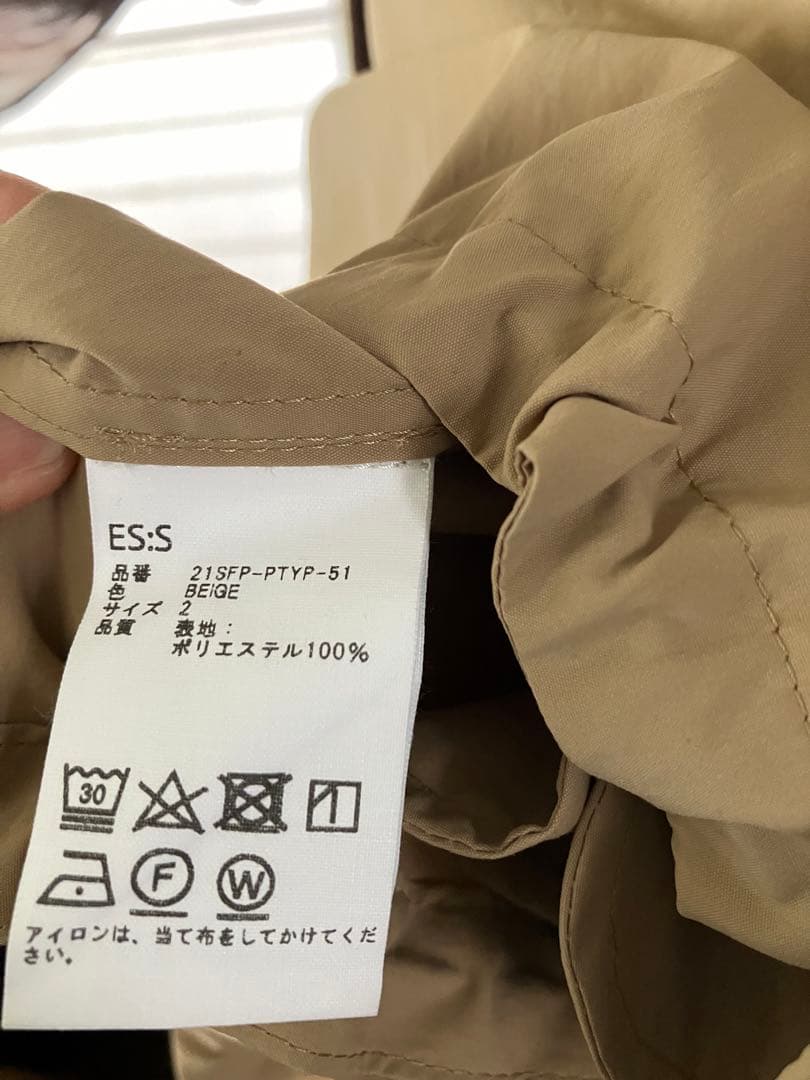 ES:S
品番 21SFP-PTYP-51
色 BEIGE
サイズ 2
品質 表地:
ポリエステル100%
30
F W
アイロンは、当て布をしてかけてくだ
さい。